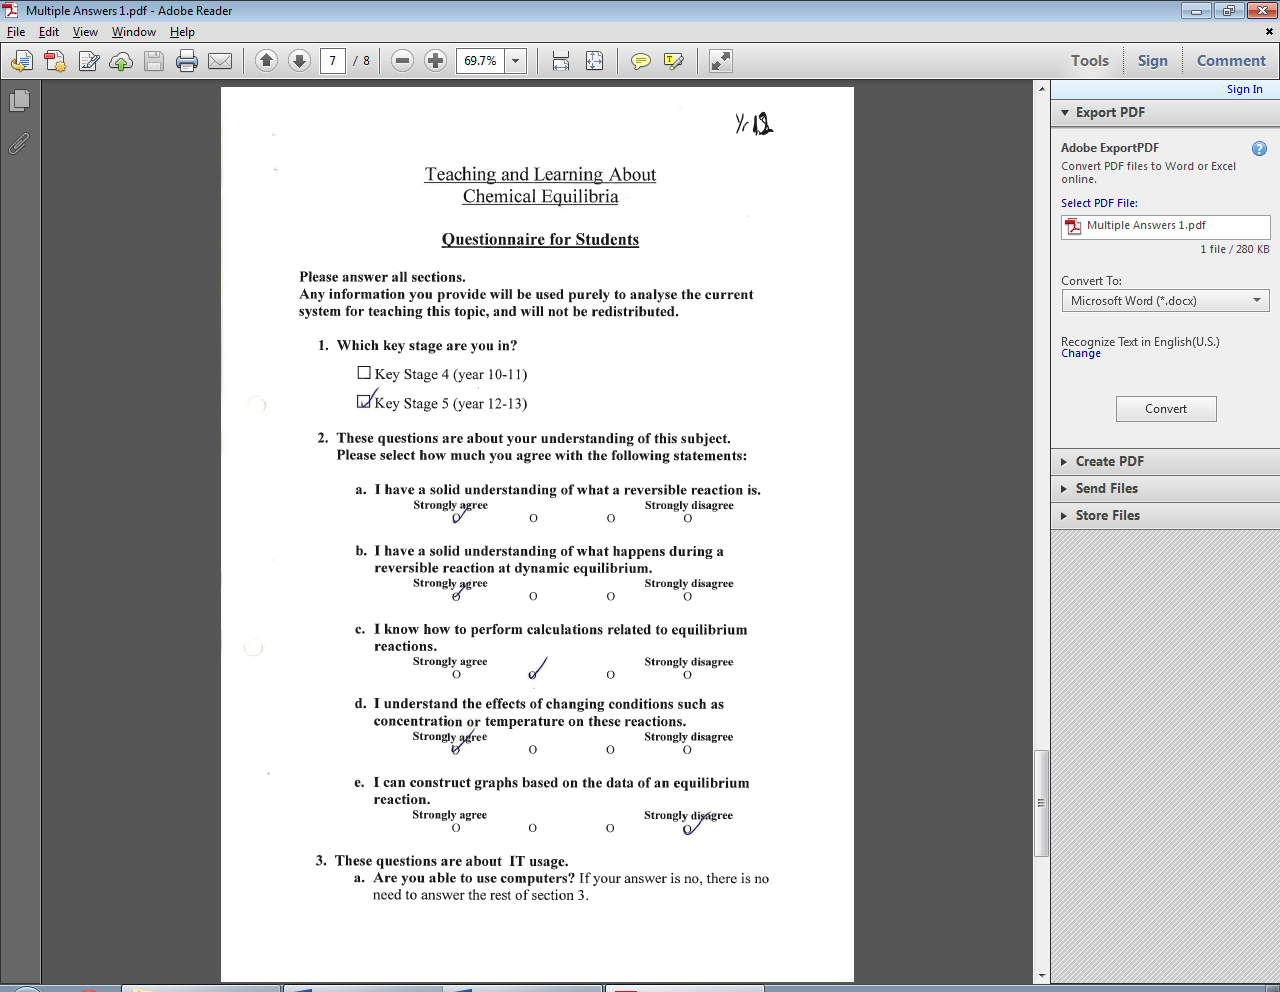 Multiple Answers 1.pdf - Adobe Reader
File Edit View Window Help
7 / 8 69.7% Tools Sign Comment
Sign In
Export PDF
Adobe ExportPDF
Convert PDF files to Word or Excel
online.
Select PDF File:
Multiple Answers 1.pdf
1 file / 280 KB
Convert To:
Microsoft Word (*.docx)
Recognize Text in English(U.S.)
Change
Convert
Create PDF
Send Files
Store Files
Yr 12
Teaching and Learning About
Chemical Equilibria
Questionnaire for Students
Please answer all sections.
Any information you provide will be used purely to analyse the current
system for teaching this topic, and will not be redistributed.
1. Which key stage are you in?
Key Stage 4 (year 10-11)
Key Stage 5 (year 12-13)
2. These questions are about your understanding of this subject.
Please select how much you agree with the following statements:
a. I have a solid understanding of what a reversible reaction is.
Strongly agree Strongly disagree
O O O O
b. I have a solid understanding of what happens during a
reversible reaction at dynamic equilibrium.
Strongly agree Strongly disagree
O O O O
c. I know how to perform calculations related to equilibrium
reactions.
Strongly agree Strongly disagree
O O O O
d. I understand the effects of changing conditions such as
concentration or temperature on these reactions.
Strongly agree Strongly disagree
O O O O
e. I can construct graphs based on the data of an equilibrium
reaction.
Strongly agree Strongly disagree
O O O O
3. These questions are about IT usage.
a. Are you able to use computers? If your answer is no, there is no
need to answer the rest of section 3.